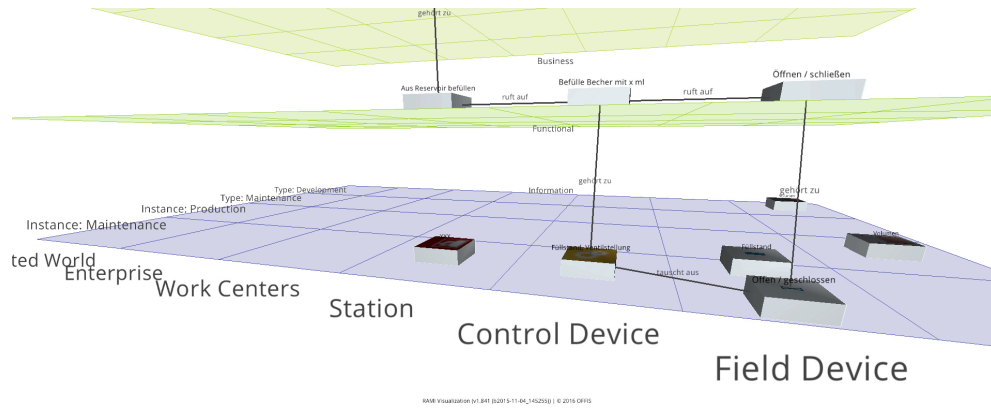 gehört zu
Business
Aus Reservoir befüllen
ruft auf
Befülle Becher mit x ml
ruft auf
Öffnen / schließen
Functional
gehört zu
gehört zu
Type: Development
Type: Maintenance
Instance: Production
Instance: Maintenance
Information
XYZ
Füllstand, Ventilstellung
Füllstand
Volumen
tauscht aus
Offen / geschlossen
ted World
Enterprise
Work Centers
Station
Control Device
Field Device
RAMI Visualization (v1.841 (b2015-11-04_145255)) | © 2016 OFFIS